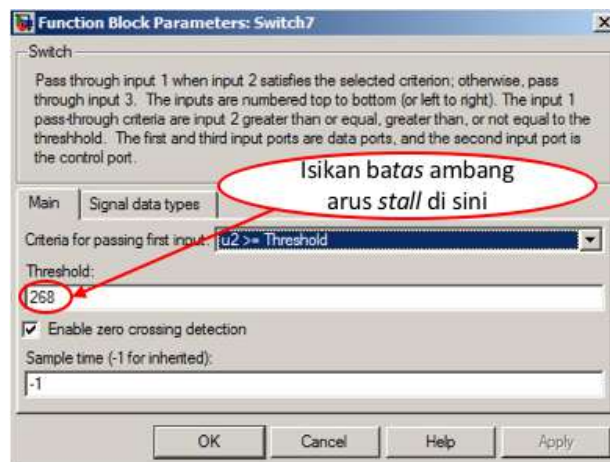 Function Block Parameters: Switch7
Switch
Pass through input 1 when input 2 satisfies the selected criterion; otherwise, pass
through input 3. The inputs are numbered top to bottom (or left to right). The input 1
pass-through criteria are input 2 greater than or equal, greater than, or not equal to the
threshhold. The first and third input ports are data ports, and the second input port is
the control port.
Isikan batas ambang
arus stall di sini
Main
Signal data types
Criteria for passing first input: u2 >= Threshold
Threshold:
268
Enable zero crossing detection
Sample time (-1 for inherited):
-1
OK
Cancel
Help
Apply